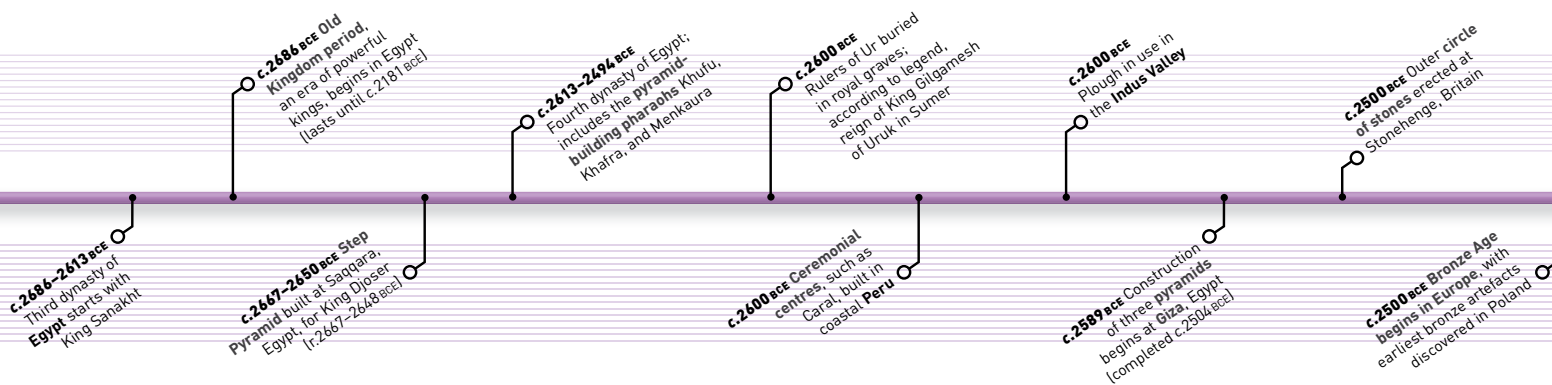 c.2686–2613 BCE
Third dynasty of
Egypt starts with
King Sanakht
c.2686 BCE Old
Kingdom period,
an era of powerful
kings, begins in Egypt
(lasts until c.2181 BCE)
c.2667–2650 BCE Step
Pyramid built at Saqqara,
Egypt, for King Djoser
(r.2667–2648 BCE)
c.2613–2494 BCE
Fourth dynasty of Egypt;
includes the pyramid-
building pharaohs Khufu,
Khafra, and Menkaura
c.2600 BCE
Rulers of Ur buried
in royal graves;
according to legend,
reign of King Gilgamesh
of Uruk in Sumer
c.2600 BCE Ceremonial
centres, such as
Caral, built in
coastal Peru
c.2600 BCE
Plough in use in
the Indus Valley
c.2589 BCE Construction
of three pyramids
begins at Giza, Egypt
(completed c.2504 BCE)
c.2500 BCE Outer circle
of stones erected at
Stonehenge, Britain
c.2500 BCE Bronze Age
begins in Europe, with
earliest bronze artefacts
discovered in Poland